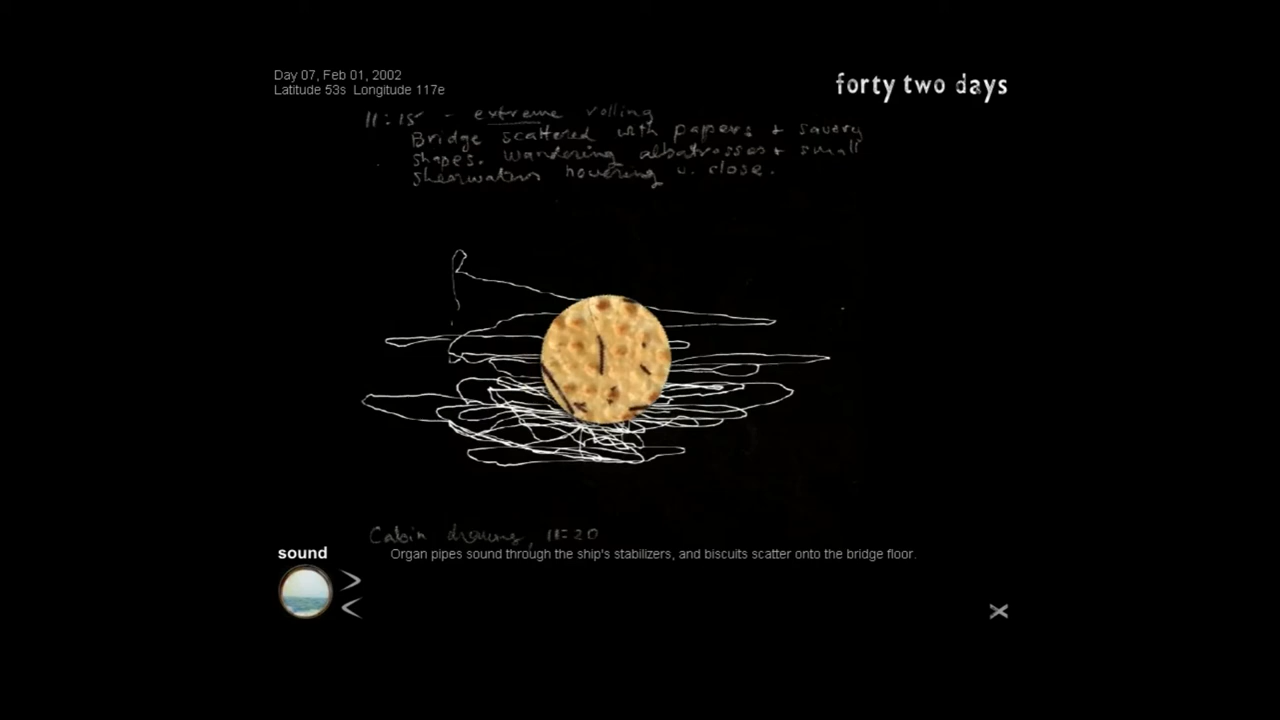 Day 07, Feb 01, 2002
Latitude 53s Longitude 117e
forty two days
11:15 - extreme rolling
Bridge scattered with papers + savery
shapes. Wandering albatrosses + small
shearwaters hovering v. close.
Cabin drawing, 11:20
sound
Organ pipes sound through the ship's stabilizers, and biscuits scatter onto the bridge floor.